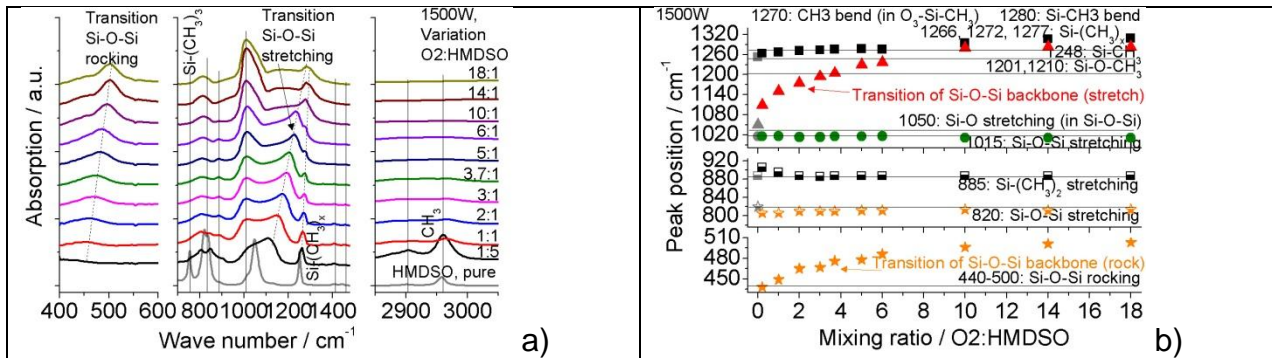 Transition
Si-O-Si
rocking
Si-(CH3)3
Transition
Si-O-Si
stretching
1500W,
Variation
O2:HMDSO
18:1
14:1
10:1
6:1
5:1
3.7:1
3:1
2:1
1:1
1:5
HMDSO, pure
CH3
Si-(CH3)x
Absorption / a.u.
400 500 600
800 1000 1200 1400
2900 3000
Wave number / cm-1
a)
1500W
1270: CH3 bend (in O3-Si-CH3)
1280: Si-CH3 bend
1266, 1272, 1277: Si-(CH3)x
1248: Si-CH3
1201,1210: Si-O-CH3
Transition of Si-O-Si backbone (stretch)
1050: Si-O stretching (in Si-O-Si)
1015: Si-O-Si stretching
885: Si-(CH3)2 stretching
820: Si-O-Si stretching
Transition of Si-O-Si backbone (rock)
440-500: Si-O-Si rocking
Peak position / cm-1
1320
1260
1200
1140
1080
1020
920
880
840
800
510
480
450
0 2 4 6 8 10 12 14 16 18
Mixing ratio / O2:HMDSO
b)